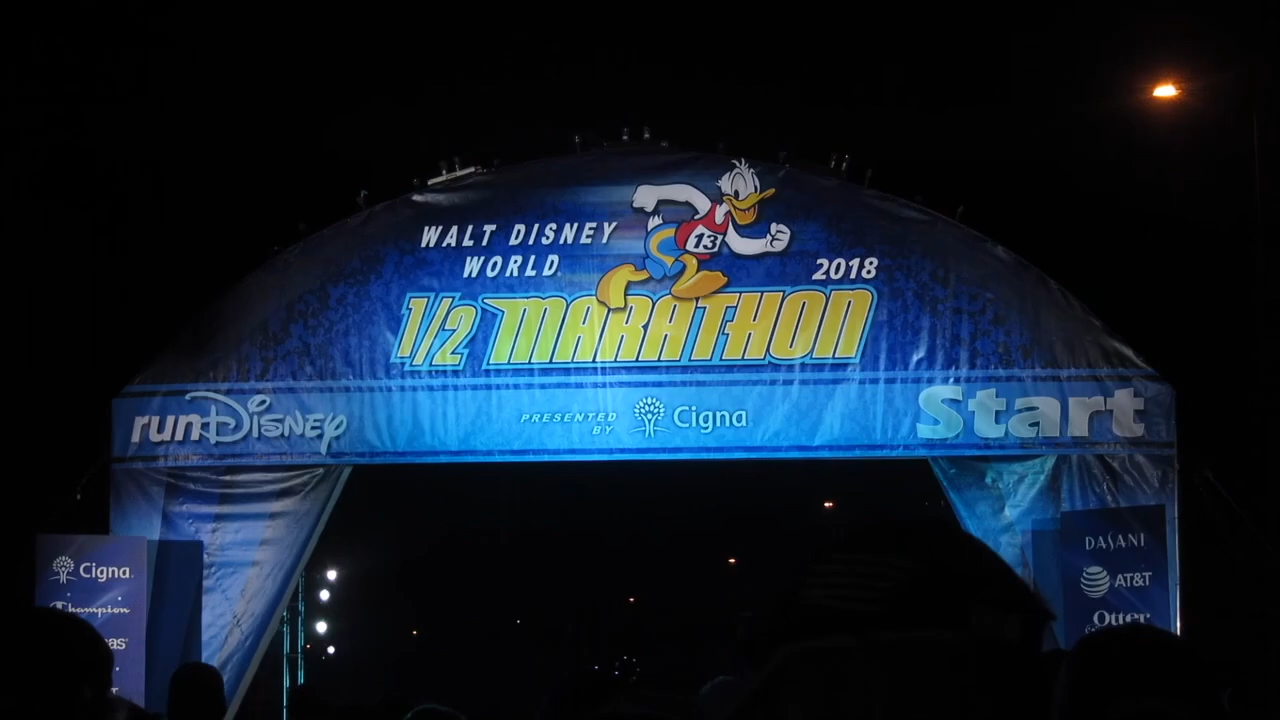 WALT DISNEY
WORLD
13
2018
1/2 MARATHON
runDisney
PRESENTED
BY
Cigna
Start
Cigna
Champion
DASANI
AT&T
Otter